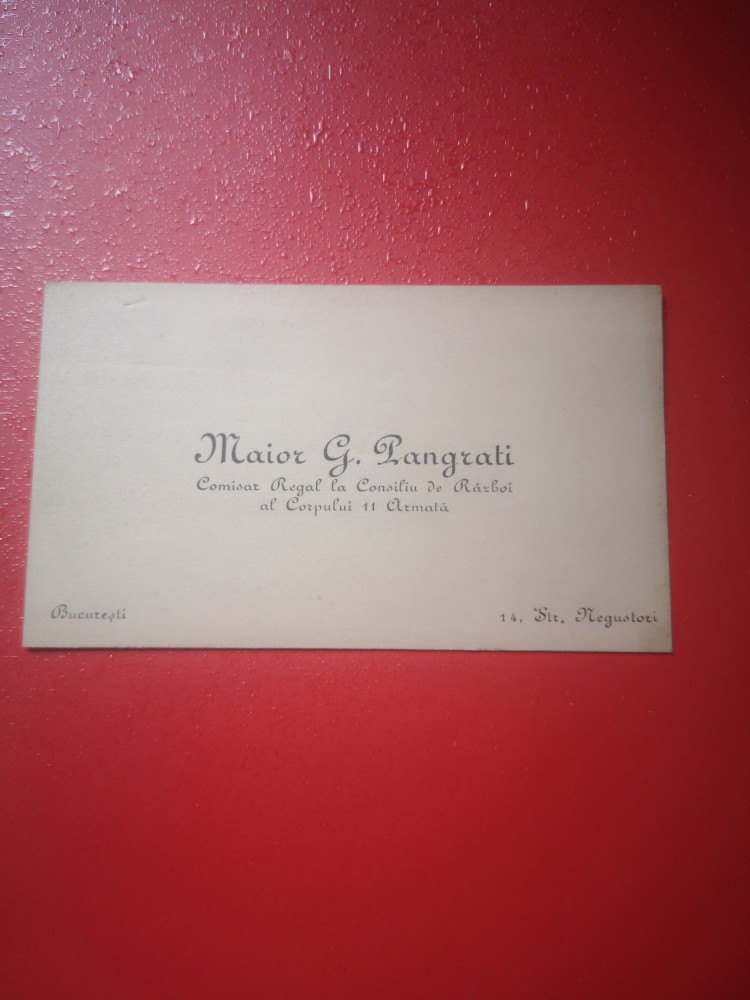 Maior G. Pangrati
Comisar Regal la Consiliu de Război
al Corpului 11 Armată
București
14, Str. Negustori